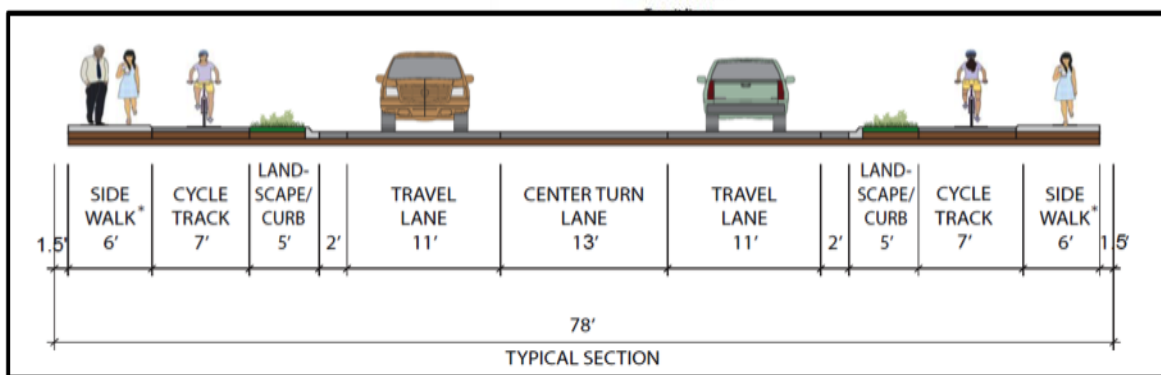 SIDE WALK* 6'
CYCLE TRACK 7'
LAND-SCAPE/ CURB 5'
TRAVEL LANE 11'
CENTER TURN LANE 13'
TRAVEL LANE 11'
LAND-SCAPE/ CURB 5'
CYCLE TRACK 7'
SIDE WALK* 6'
1.5'
2'
2'
1.5'
78'
TYPICAL SECTION